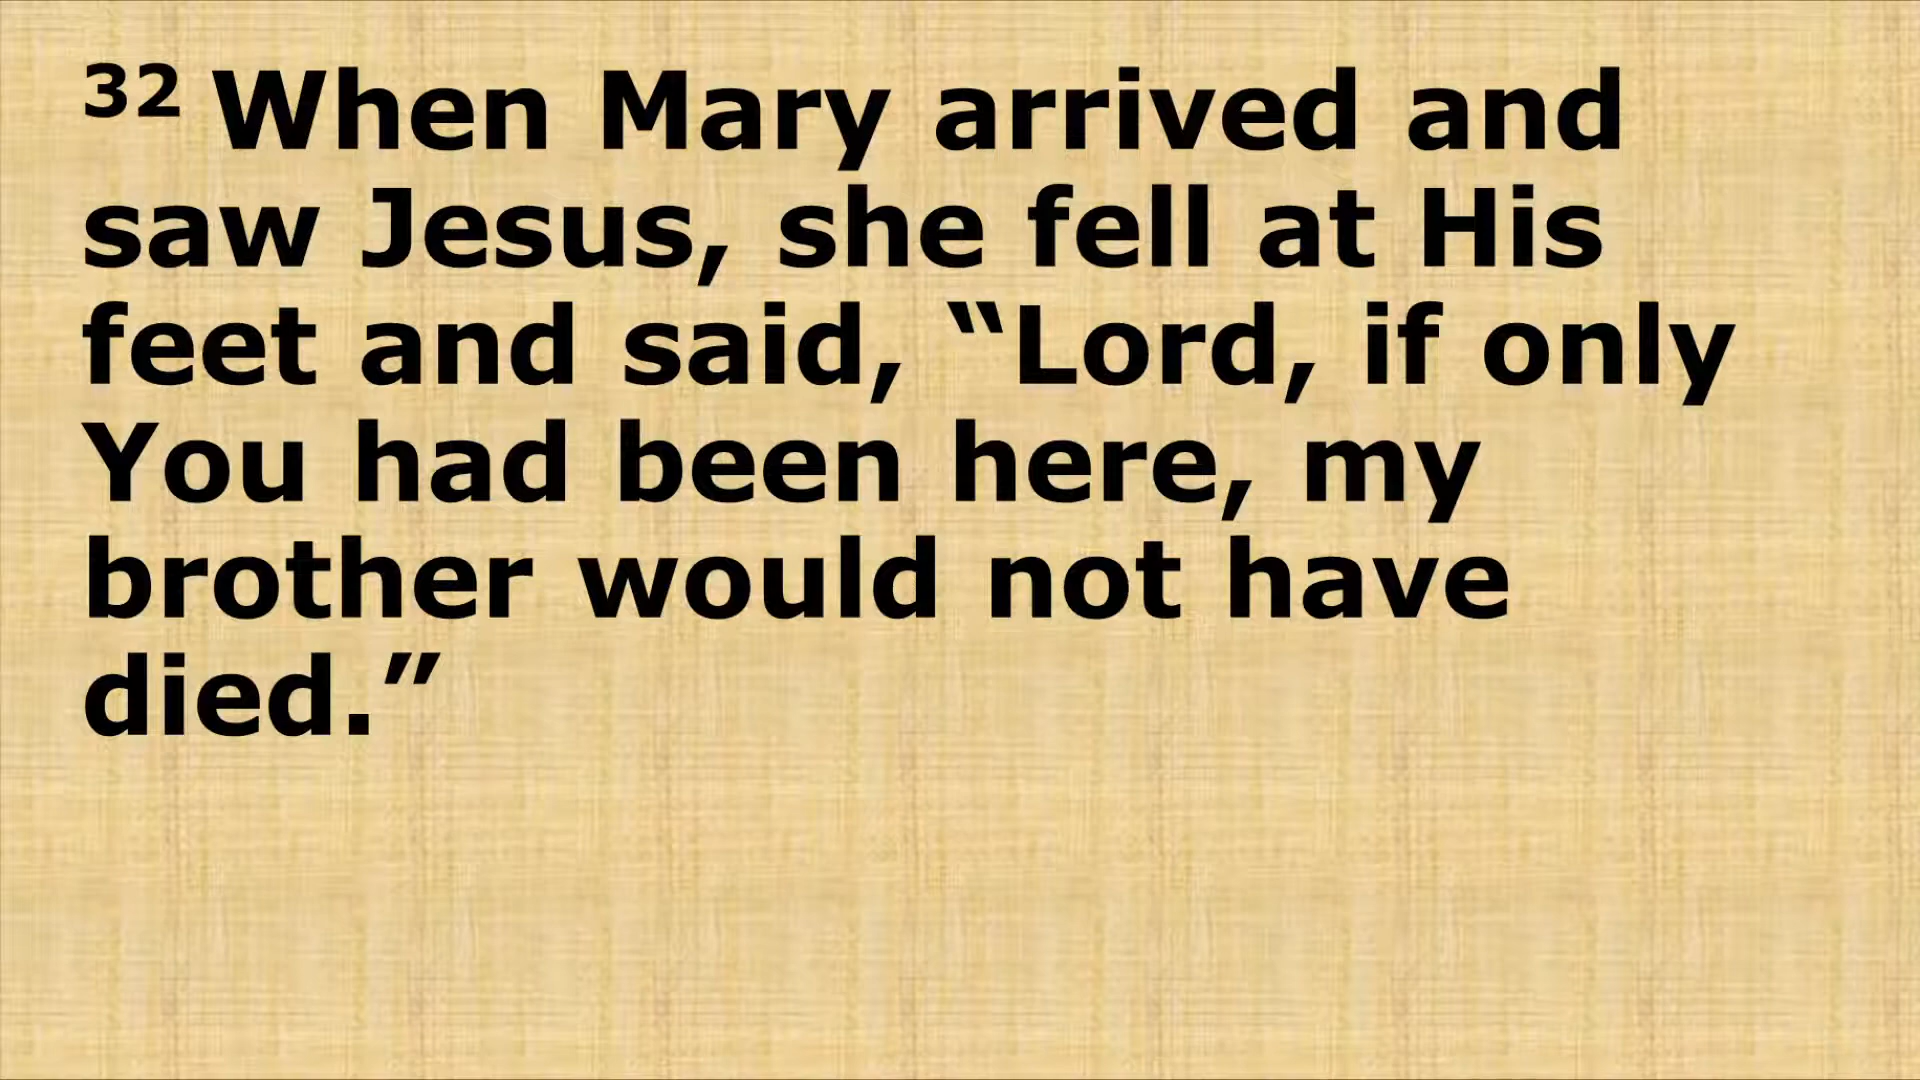 32 When Mary arrived and
saw Jesus, she fell at His
feet and said, “Lord, if only
You had been here, my
brother would not have
died.”